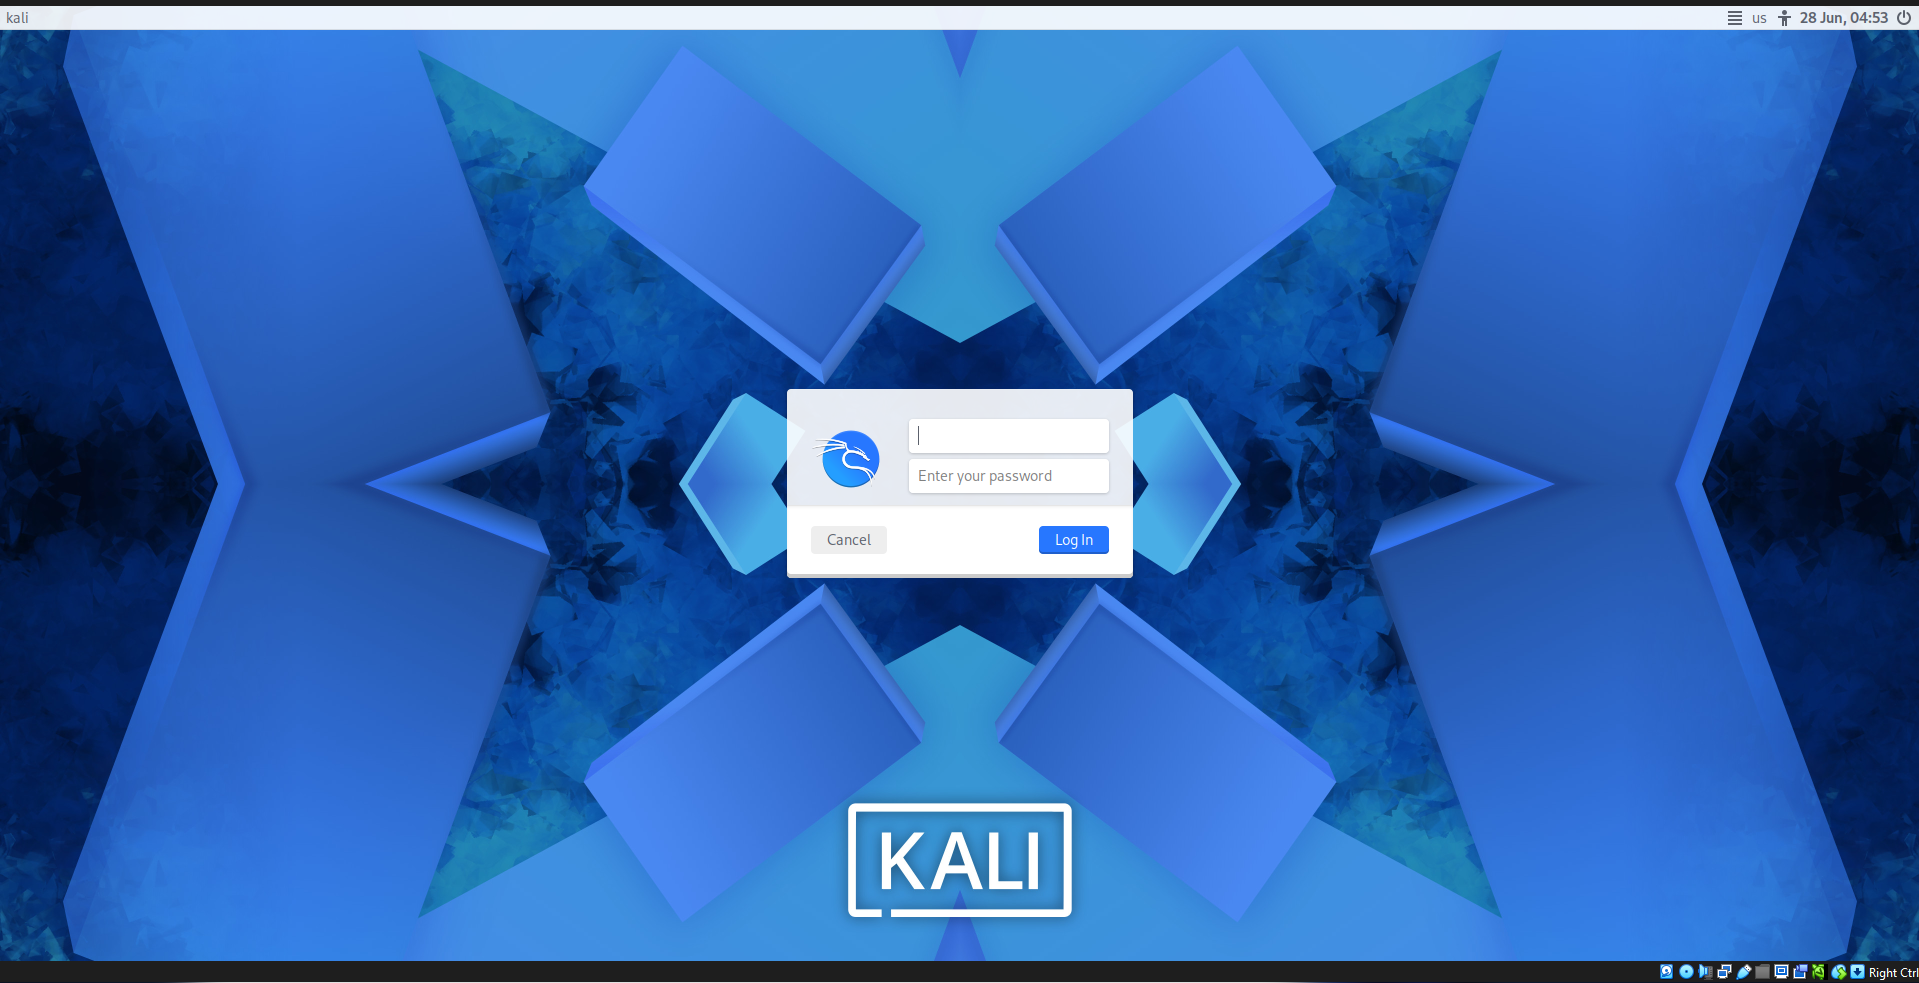 kali
us
28 Jun, 04:53
Enter your password
Cancel
Log In
KALI
Right Ctrl